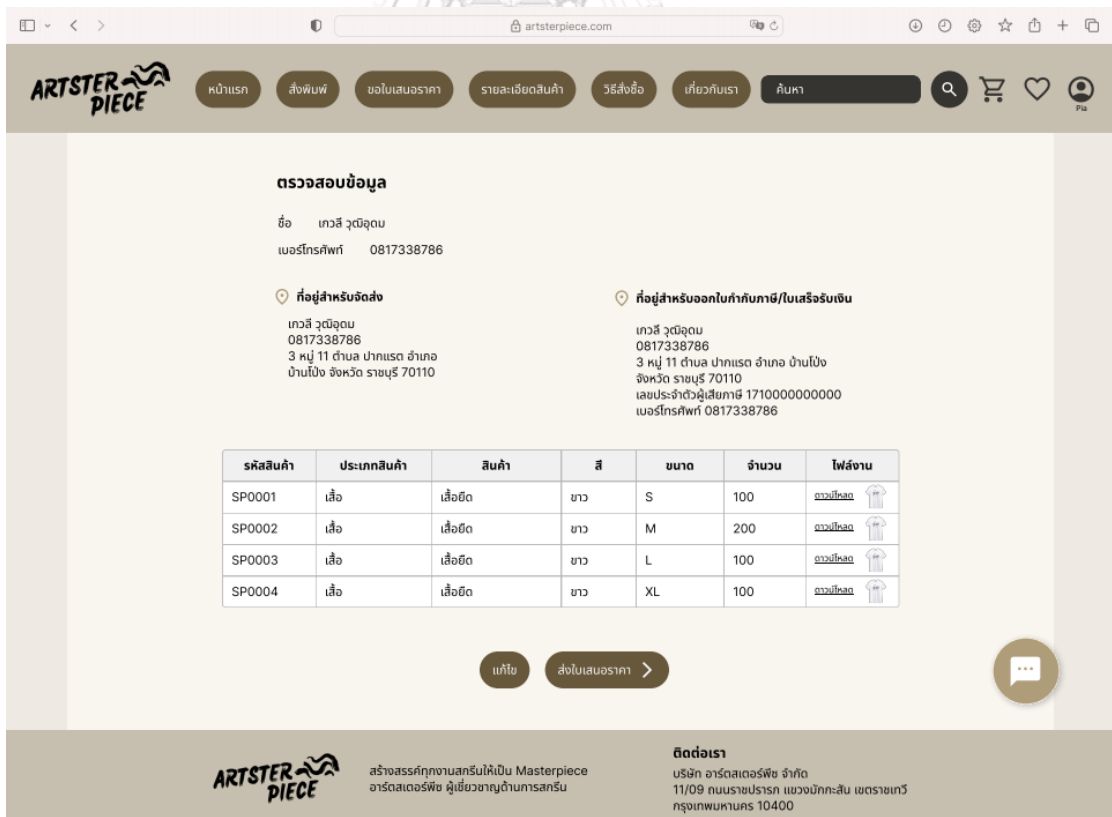 artsterpiece.com
ARTSTER
PIECE
หน้าแรก
สั่งพิมพ์
ขอใบเสนอราคา
รายละเอียดสินค้า
วิธีสั่งซื้อ
เกี่ยวกับเรา
ค้นหา
Pia
ตรวจสอบข้อมูล
ชื่อ เกวลี วุฒิอุดม
เบอร์โทรศัพท์ 0817338786
ที่อยู่สำหรับจัดส่ง
เกวลี วุฒิอุดม
0817338786
3 หมู่ 11 ตำบล ปากแรต อำเภอ
บ้านโป่ง จังหวัด ราชบุรี 70110
ที่อยู่สำหรับออกใบกำกับภาษี/ใบเสร็จรับเงิน
เกวลี วุฒิอุดม
0817338786
3 หมู่ 11 ตำบล ปากแรต อำเภอ บ้านโป่ง
จังหวัด ราชบุรี 70110
เลขประจำตัวผู้เสียภาษี 1710000000000
เบอร์โทรศัพท์ 0817338786
รหัสสินค้า ประเภทสินค้า สินค้า สี ขนาด จำนวน ไฟล์งาน
SP0001 เสื้อ เสื้อยืด ขาว S 100 ดาวน์โหลด
SP0002 เสื้อ เสื้อยืด ขาว M 200 ดาวน์โหลด
SP0003 เสื้อ เสื้อยืด ขาว L 100 ดาวน์โหลด
SP0004 เสื้อ เสื้อยืด ขาว XL 100 ดาวน์โหลด
แก้ไข
ส่งใบเสนอราคา
ARTSTER
PIECE
สร้างสรรค์ทุกงานสกรีนให้เป็น Masterpiece
อาร์ตสเตอร์พีซ ผู้เชี่ยวชาญด้านการสกรีน
ติดต่อเรา
บริษัท อาร์ตสเตอร์พีซ จำกัด
11/09 ถนนราชปรารภ แขวงมักกะสัน เขตราชเทวี
กรุงเทพมหานคร 10400